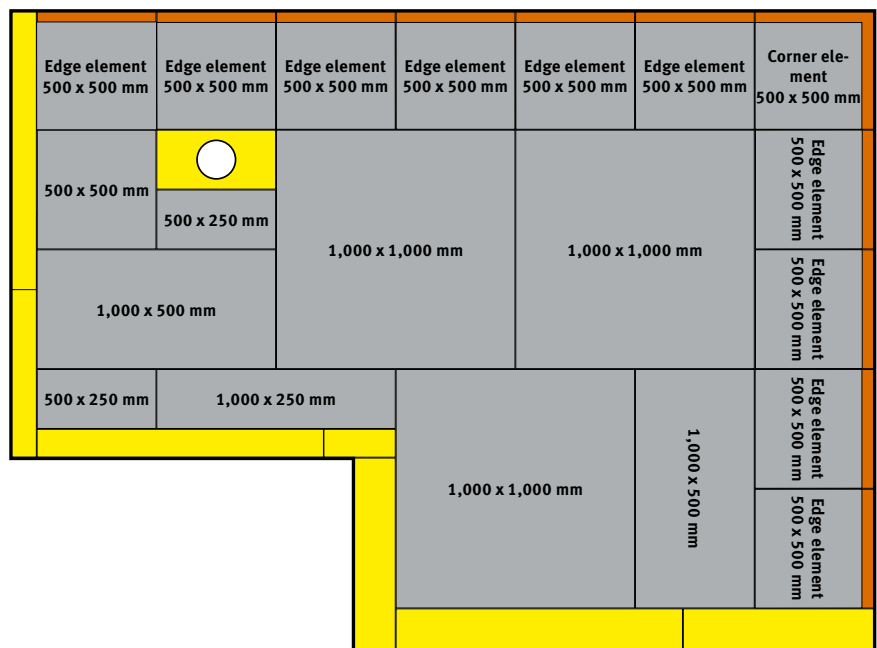 Edge element
500 x 500 mm
Edge element
500 x 500 mm
Edge element
500 x 500 mm
Edge element
500 x 500 mm
Edge element
500 x 500 mm
Edge element
500 x 500 mm
Corner ele-
ment
500 x 500 mm
500 x 500 mm
500 x 250 mm
1,000 x 1,000 mm
1,000 x 1,000 mm
Edge element
500 x 500 mm
1,000 x 500 mm
Edge element
500 x 500 mm
500 x 250 mm
1,000 x 250 mm
1,000 x 1,000 mm
1,000 x 500 mm
Edge element
500 x 500 mm
Edge element
500 x 500 mm